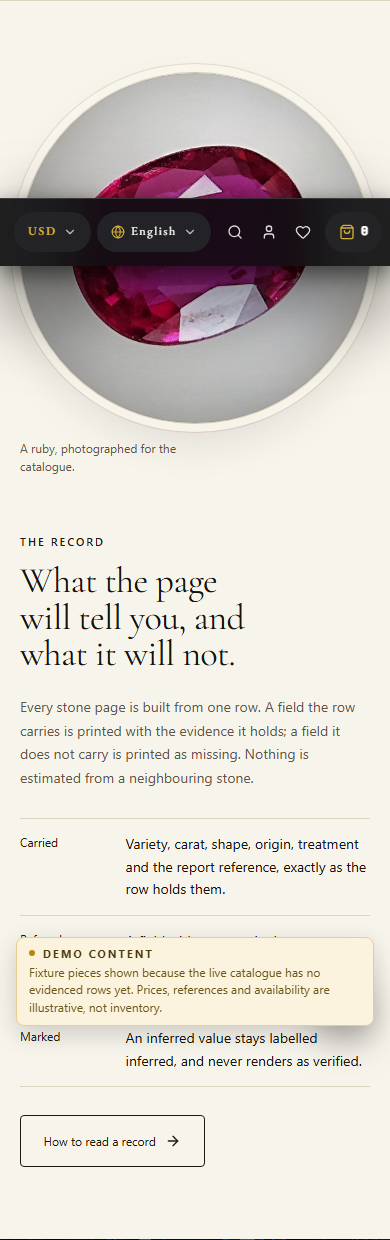 USD
English
0
A ruby, photographed for the
catalogue.
THE RECORD
What the page
will tell you, and
what it will not.
Every stone page is built from one row. A field the row
carries is printed with the evidence it holds; a field it
does not carry is printed as missing. Nothing is
estimated from a neighbouring stone.
Carried
Variety, carat, shape, origin, treatment
and the report reference, exactly as the
row holds them.
DEMO CONTENT
Fixture pieces shown because the live catalogue has no
evidenced rows yet. Prices, references and availability are
illustrative, not inventory.
Marked
An inferred value stays labelled
inferred, and never renders as verified.
How to read a record